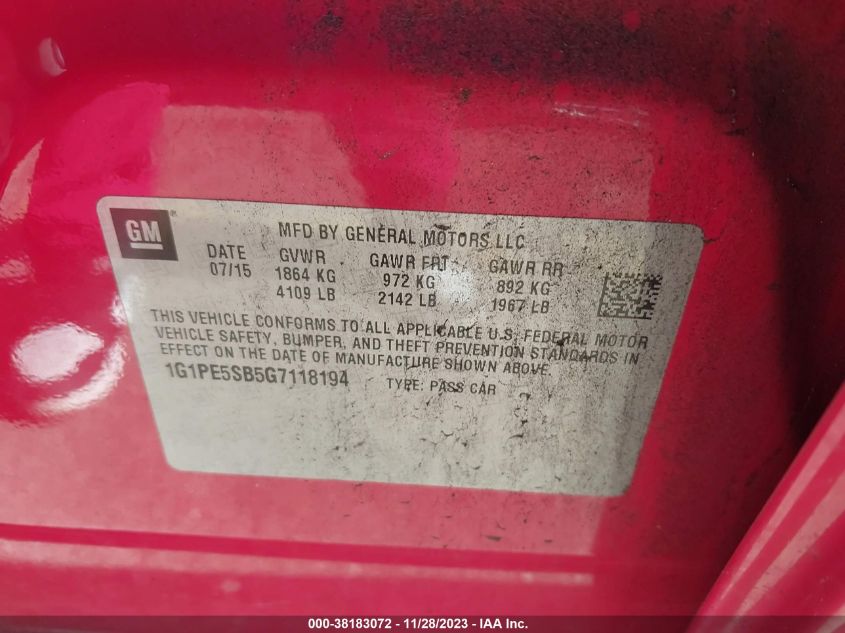 GM ®
MFD BY GENERAL MOTORS LLC
DATE GVWR GAWR FRT GAWR RR
07/15 1864 KG 972 KG 892 KG
4109 LB 2142 LB 1967 LB
THIS VEHICLE CONFORMS TO ALL APPLICABLE U.S. FEDERAL MOTOR
VEHICLE SAFETY, BUMPER, AND THEFT PREVENTION STANDARDS IN
EFFECT ON THE DATE OF MANUFACTURE SHOWN ABOVE.
1G1PE5SB5G7118194 TYPE: PASS CAR
000-38183072 - 11/28/2023 - IAA Inc.